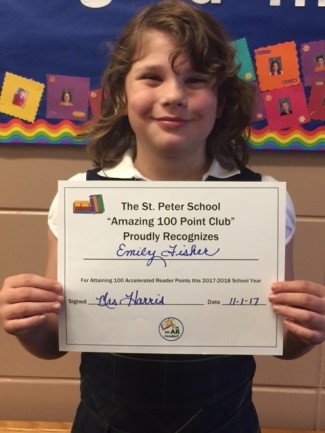 The St. Peter School
"Amazing 100 Point Club"
Proudly Recognizes
Emily Fisher
For Attaining 100 Accelerated Reader Points this 2017-2018 School Year
Signed Mrs Harris Date 11-1-17
AR